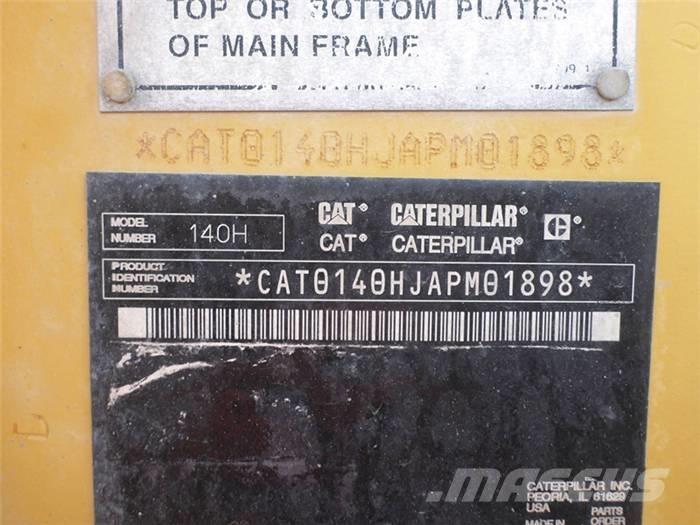 TOP OR BOTTOM PLATES
OF MAIN FRAME
*CAT0140HJAPM01898*
MODEL NUMBER 140H
CAT® CATERPILLAR®
CAT® CATERPILLAR®
PRODUCT IDENTIFICATION NUMBER *CAT0140HJAPM01898*
CATERPILLAR INC.
PEORIA, IL 61629
USA PARTS
MADE IN ORDER
MASCUS